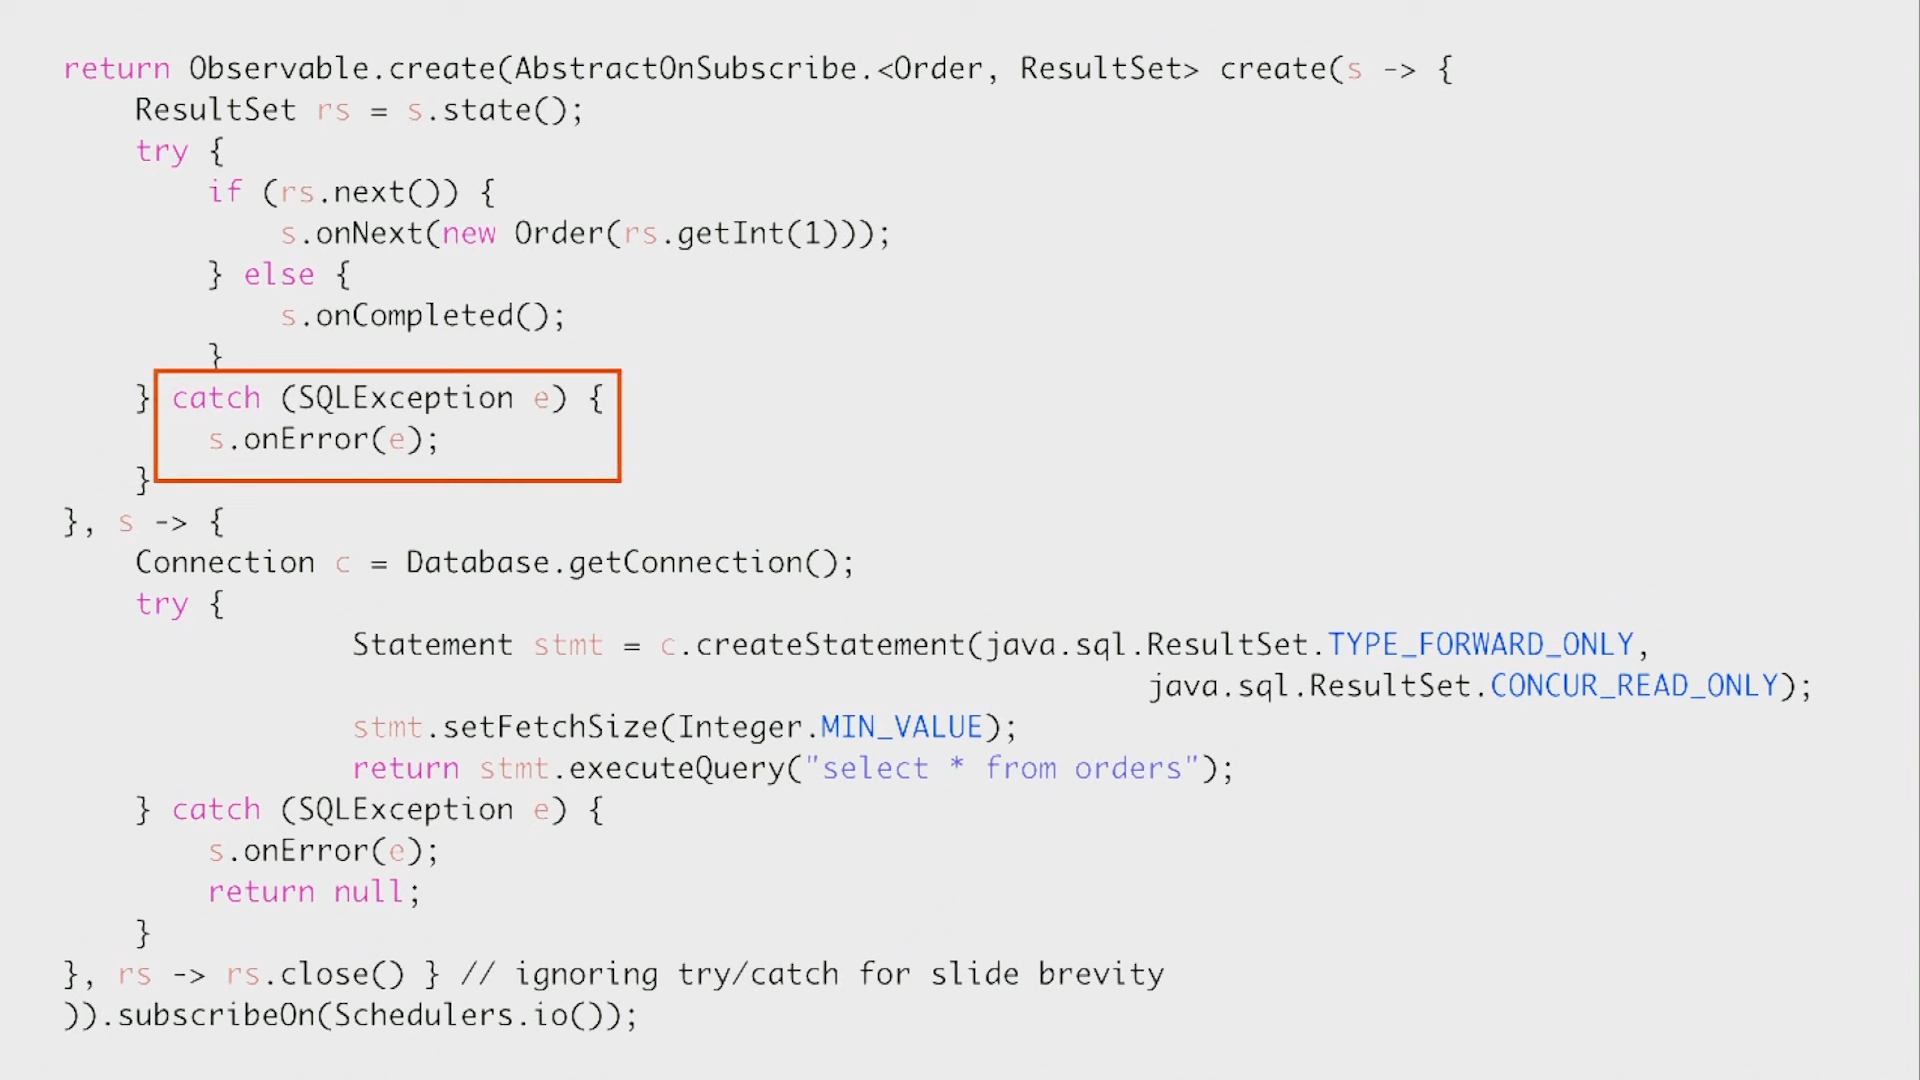 return Observable.create(AbstractOnSubscribe.<Order, ResultSet> create(s -> {
    ResultSet rs = s.state();
    try {
        if (rs.next()) {
            s.onNext(new Order(rs.getInt(1)));
        } else {
            s.onCompleted();
        }
    } catch (SQLException e) {
        s.onError(e);
    }
}, s -> {
    Connection c = Database.getConnection();
    try {
                Statement stmt = c.createStatement(java.sql.ResultSet.TYPE_FORWARD_ONLY,
                                                            java.sql.ResultSet.CONCUR_READ_ONLY);
                stmt.setFetchSize(Integer.MIN_VALUE);
                return stmt.executeQuery("select * from orders");
    } catch (SQLException e) {
        s.onError(e);
        return null;
    }
}, rs -> rs.close() } // ignoring try/catch for slide brevity
)).subscribeOn(Schedulers.io());